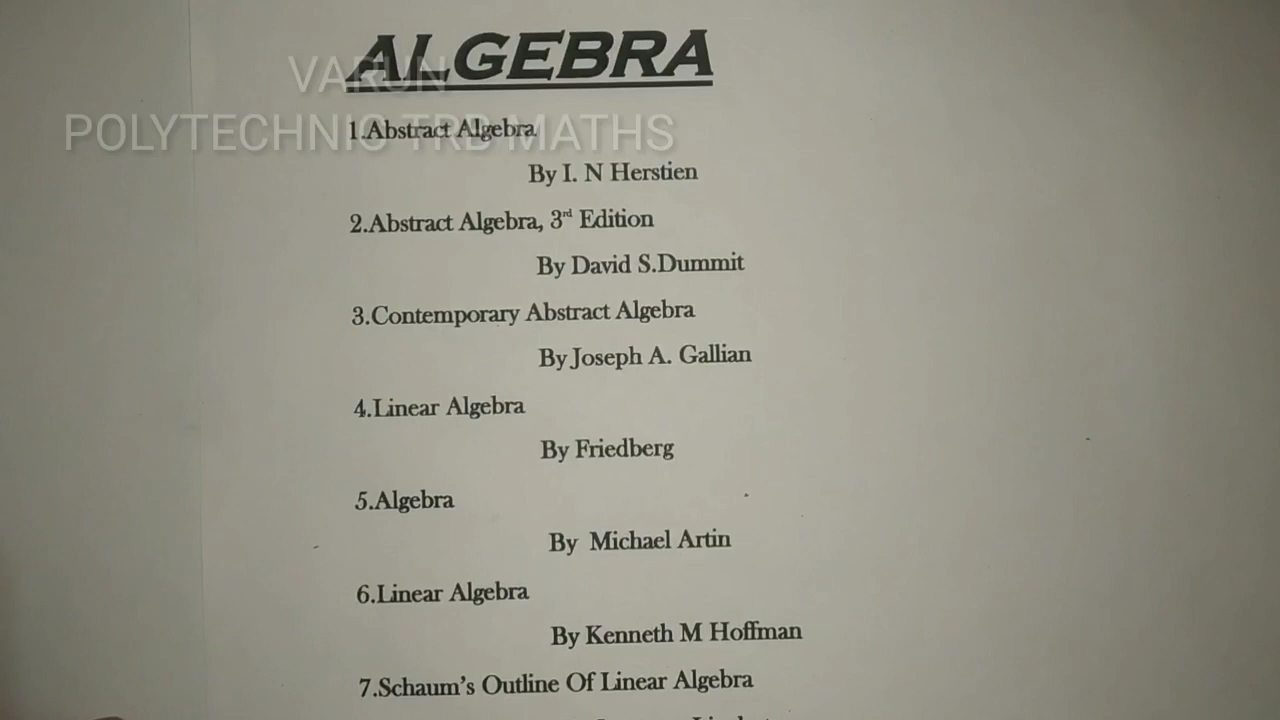 ALGEBRA
VARUN
POLYTECHNIC TRB MATHS
1.Abstract Algebra
By I. N Herstien
2.Abstract Algebra, 3rd Edition
By David S.Dummit
3.Contemporary Abstract Algebra
By Joseph A. Gallian
4.Linear Algebra
By Friedberg
5.Algebra
By Michael Artin
6.Linear Algebra
By Kenneth M Hoffman
7.Schaum's Outline Of Linear Algebra